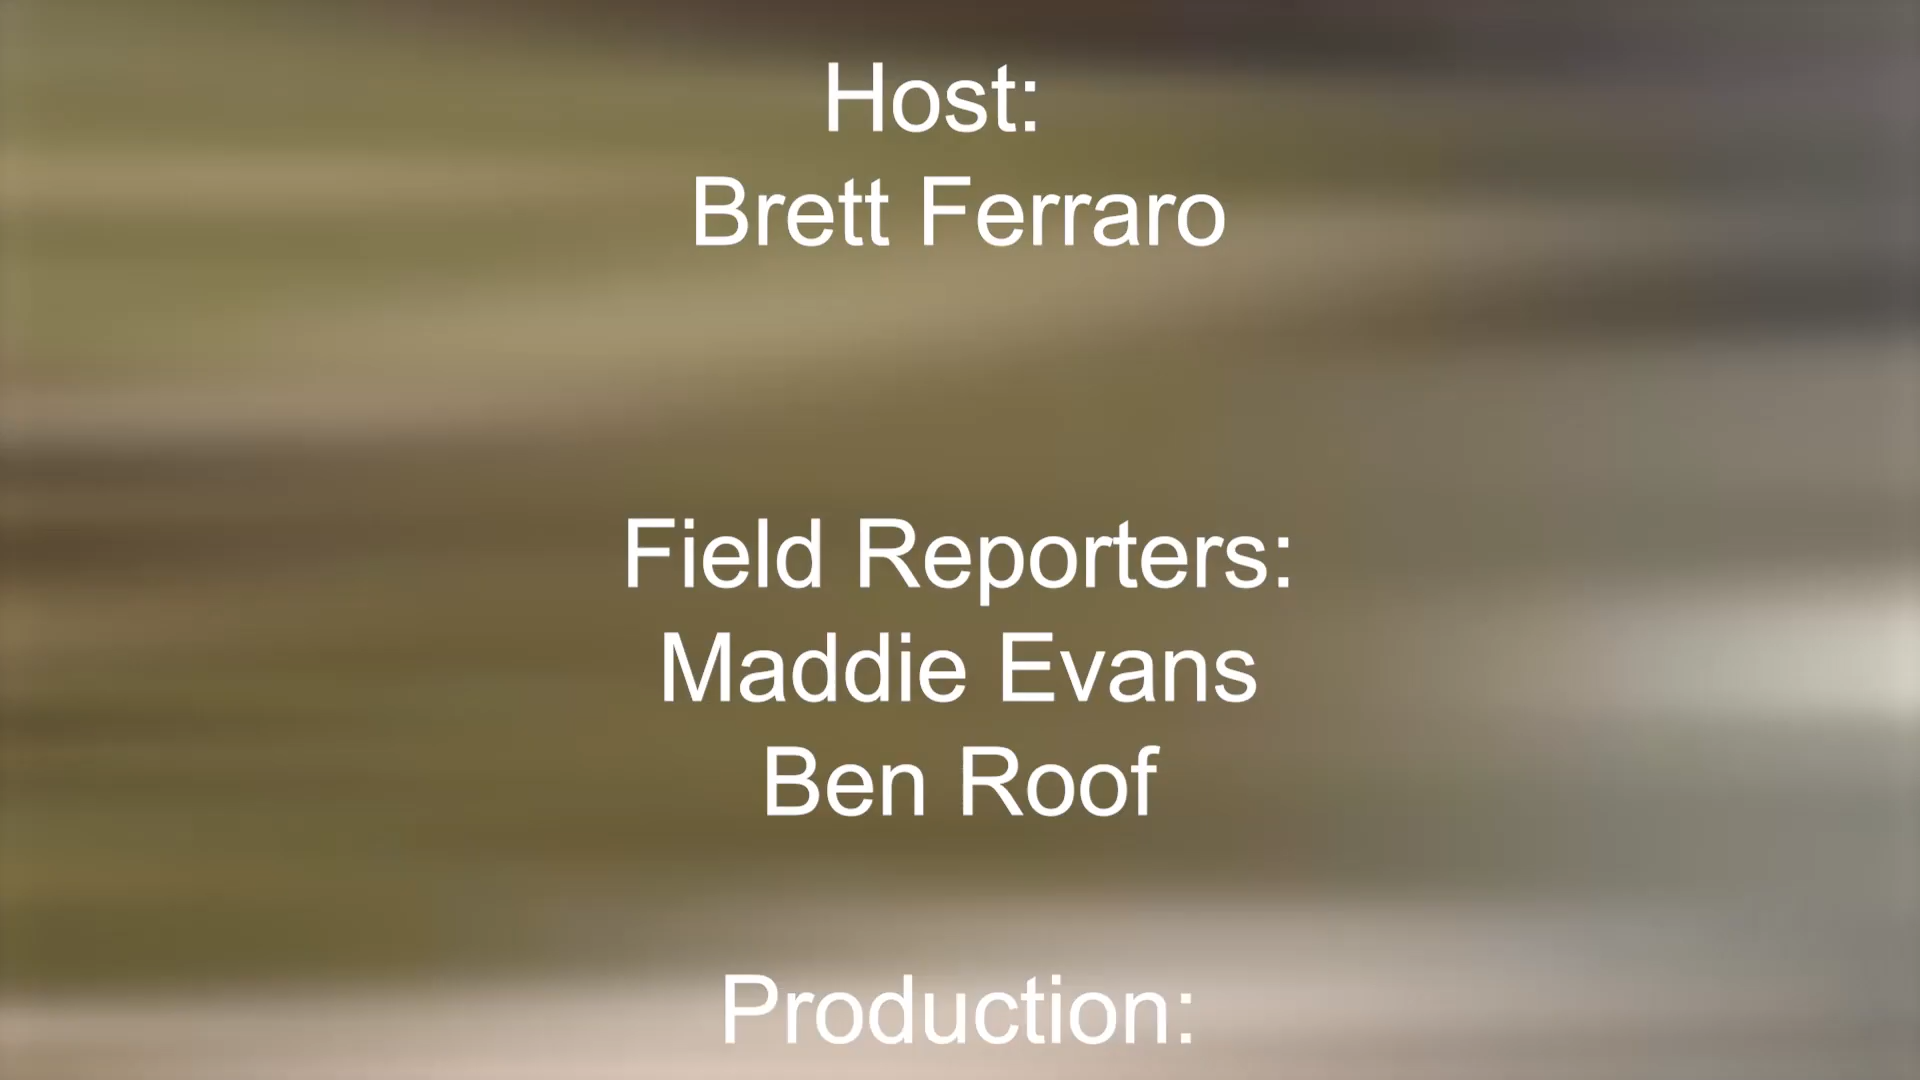 Host:
Brett Ferraro
Field Reporters:
Maddie Evans
Ben Roof
Production: